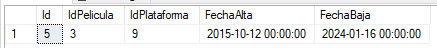 Id IdPelicula IdPlataforma FechaAlta FechaBaja
1 5 3 9 2015-10-12 00:00:00 2024-01-16 00:00:00